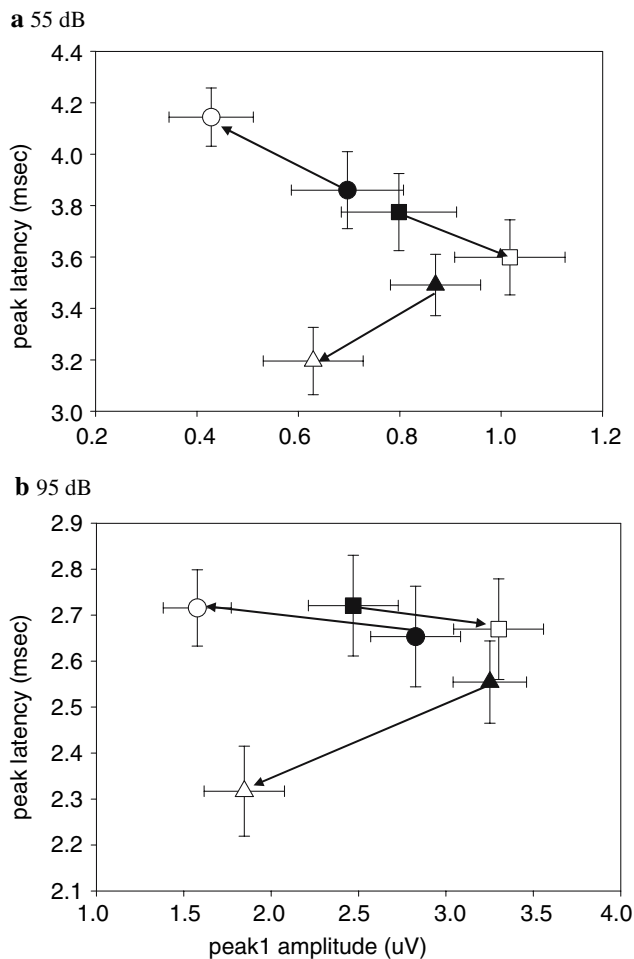 a 55 dB
4.4
4.2
4.0
3.8
3.6
3.4
3.2
3.0
peak latency (msec)
0.2 0.4 0.6 0.8 1.0 1.2
b 95 dB
2.9
2.8
2.7
2.6
2.5
2.4
2.3
2.2
2.1
peak latency (msec)
1.0 1.5 2.0 2.5 3.0 3.5 4.0
peak1 amplitude (uV)